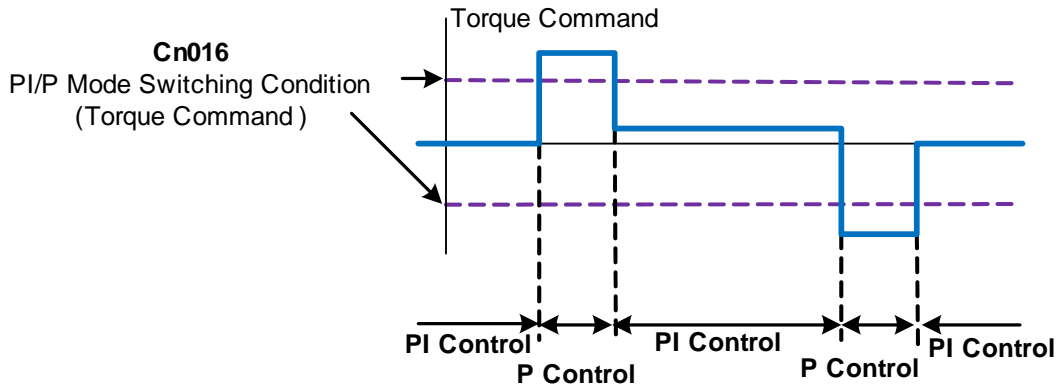 Torque Command
Cn016
PI/P Mode Switching Condition
(Torque Command )
PI Control
P Control
PI Control
P Control
PI Control